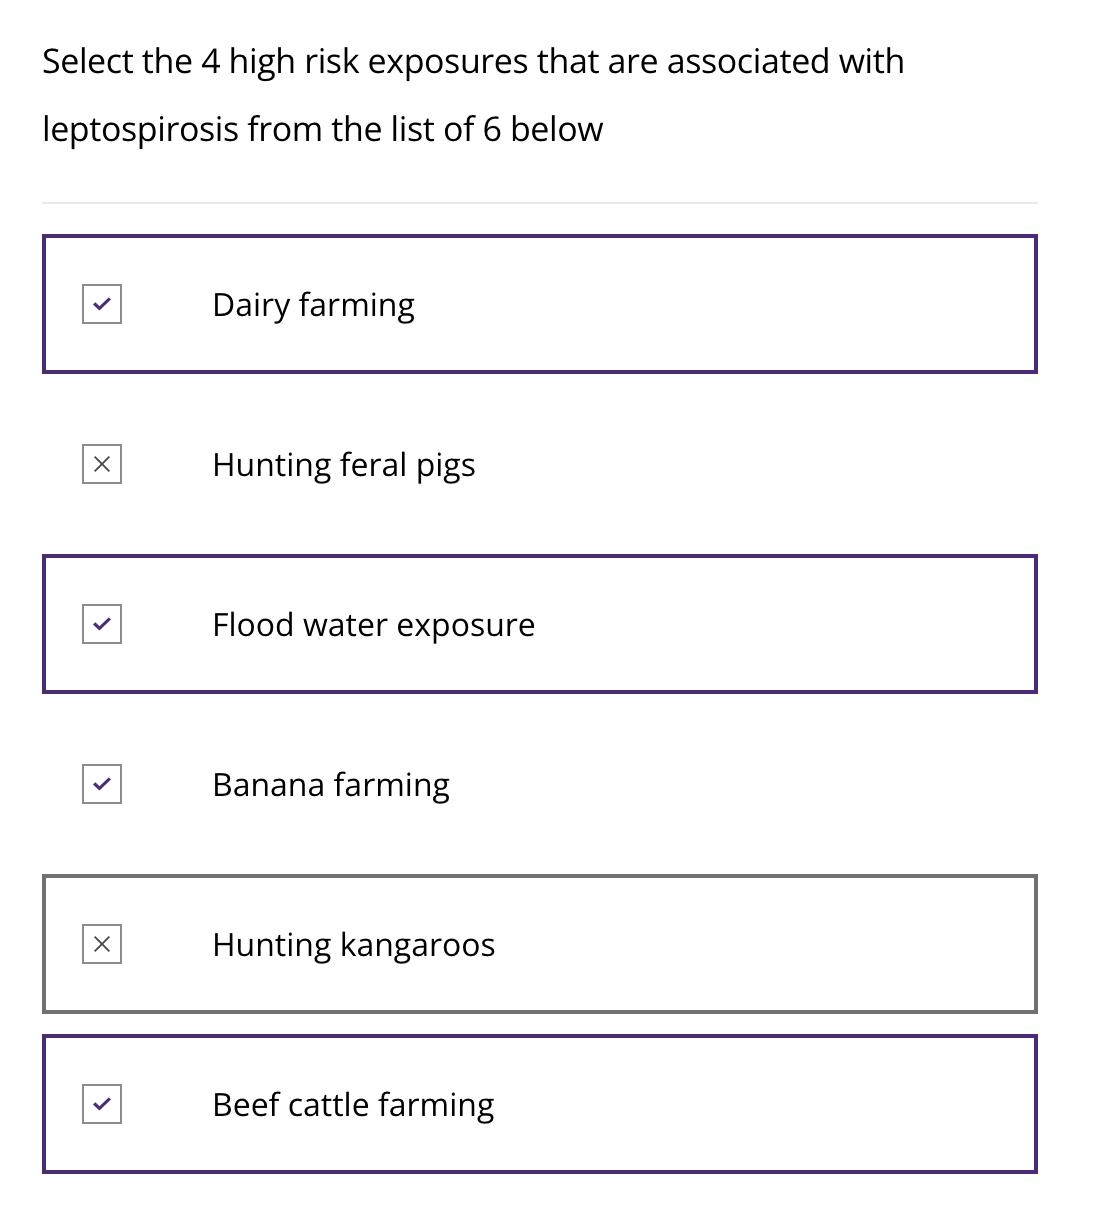 Select the 4 high risk exposures that are associated with
leptospirosis from the list of 6 below
Dairy farming
Hunting feral pigs
Flood water exposure
Banana farming
Hunting kangaroos
Beef cattle farming